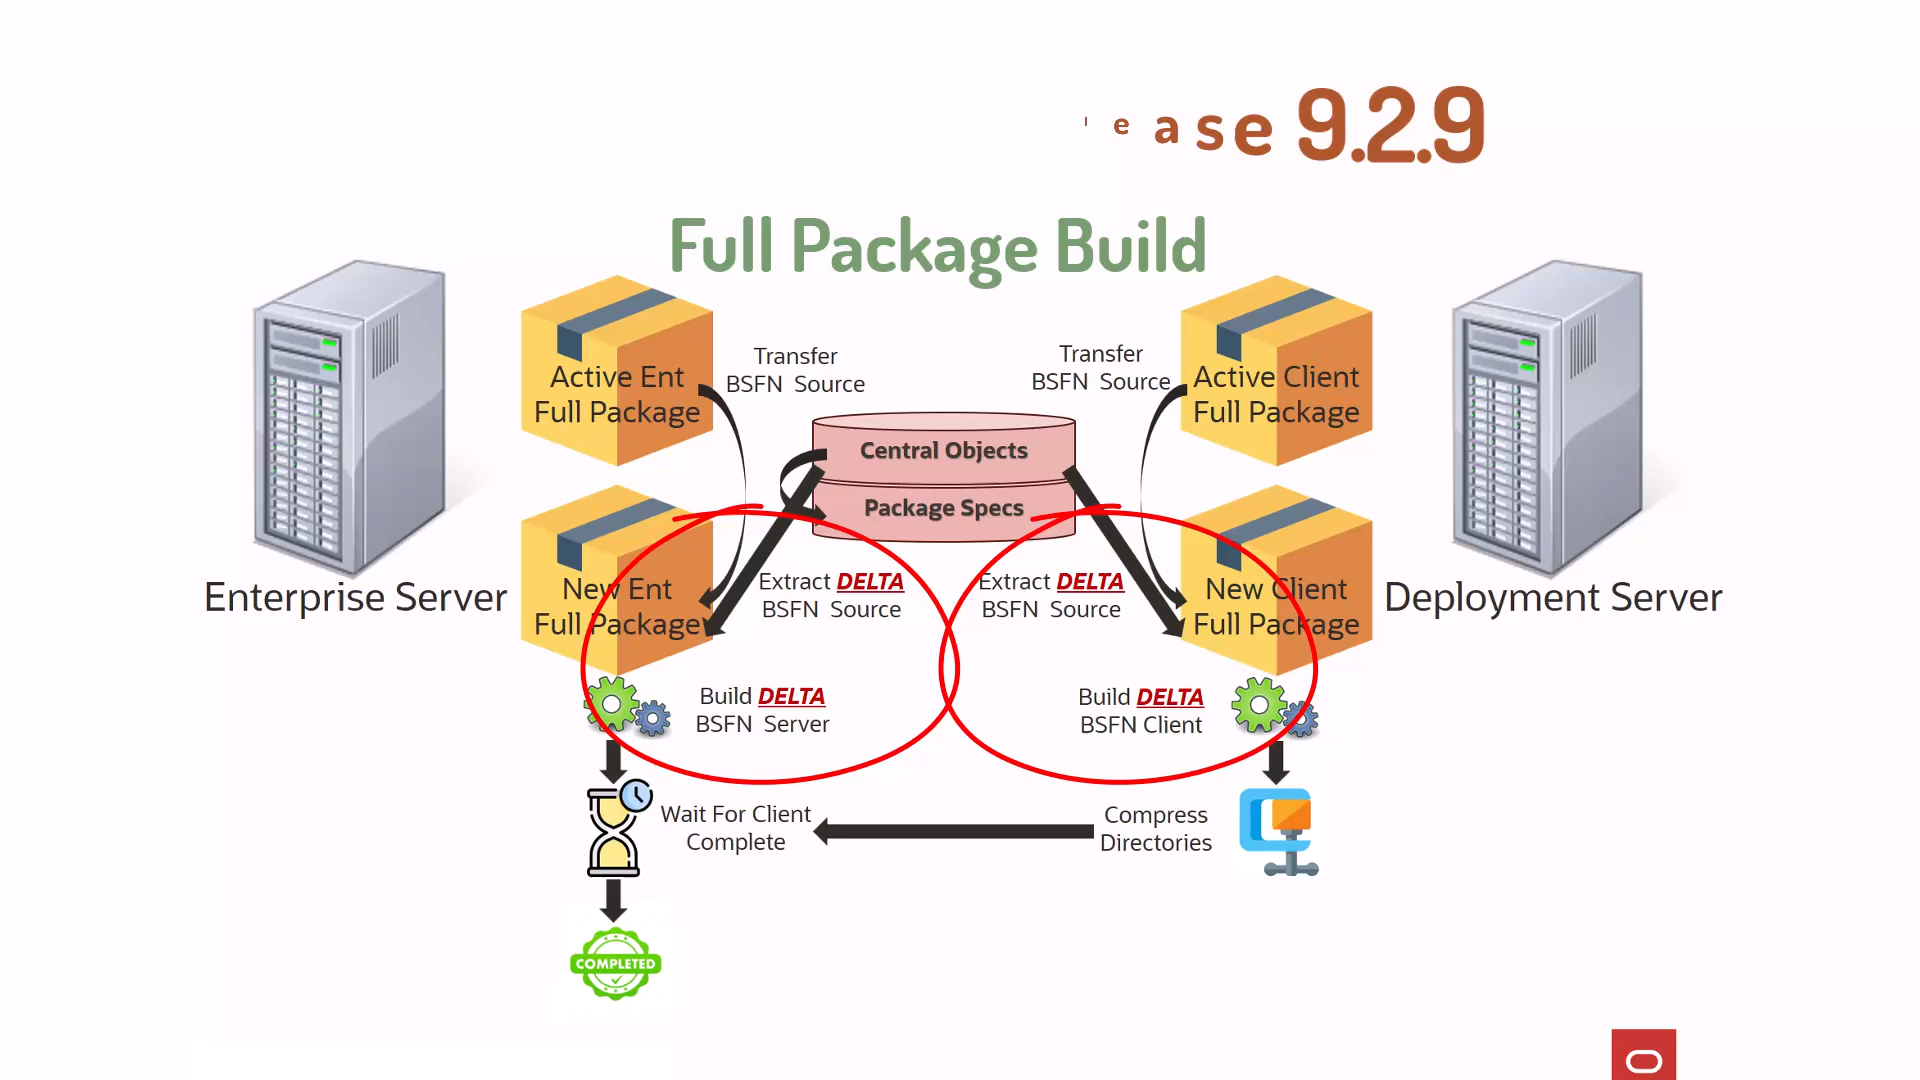 ease 9.2.9
Full Package Build
Active Ent
Full Package
Transfer
BSFN Source
Transfer
BSFN Source
Active Client
Full Package
Central Objects
Package Specs
New Ent
Full Package
Extract DELTA
BSFN Source
Extract DELTA
BSFN Source
New Client
Full Package
Enterprise Server
Deployment Server
Build DELTA
BSFN Server
Build DELTA
BSFN Client
Wait For Client
Complete
Compress
Directories
COMPLETED